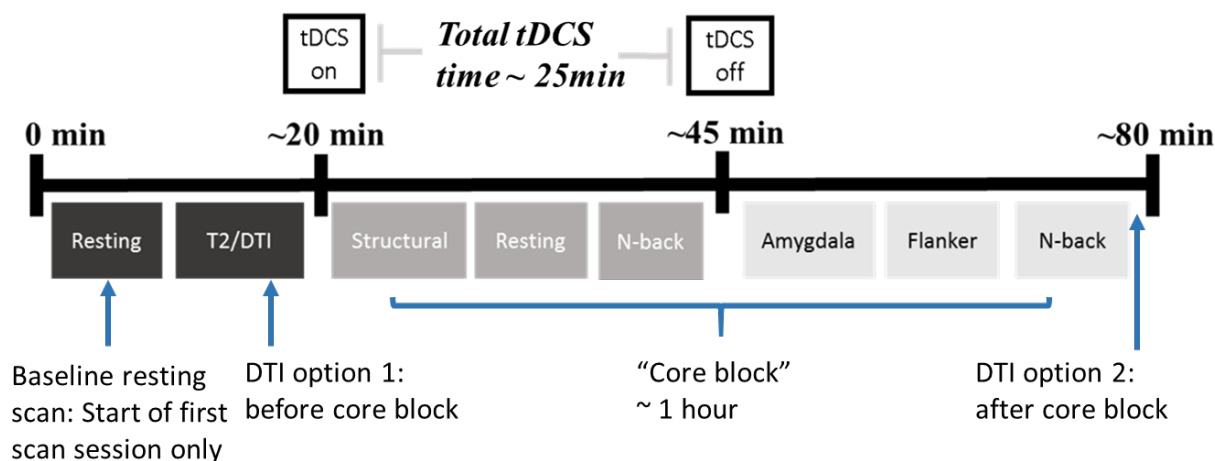 tDCS
on
Total tDCS
time ~ 25min
tDCS
off
0 min
~20 min
~45 min
~80 min
Resting
T2/DTI
Structural
Resting
N-back
Amygdala
Flanker
N-back
Baseline resting
scan: Start of first
scan session only
DTI option 1:
before core block
“Core block”
~ 1 hour
DTI option 2:
after core block